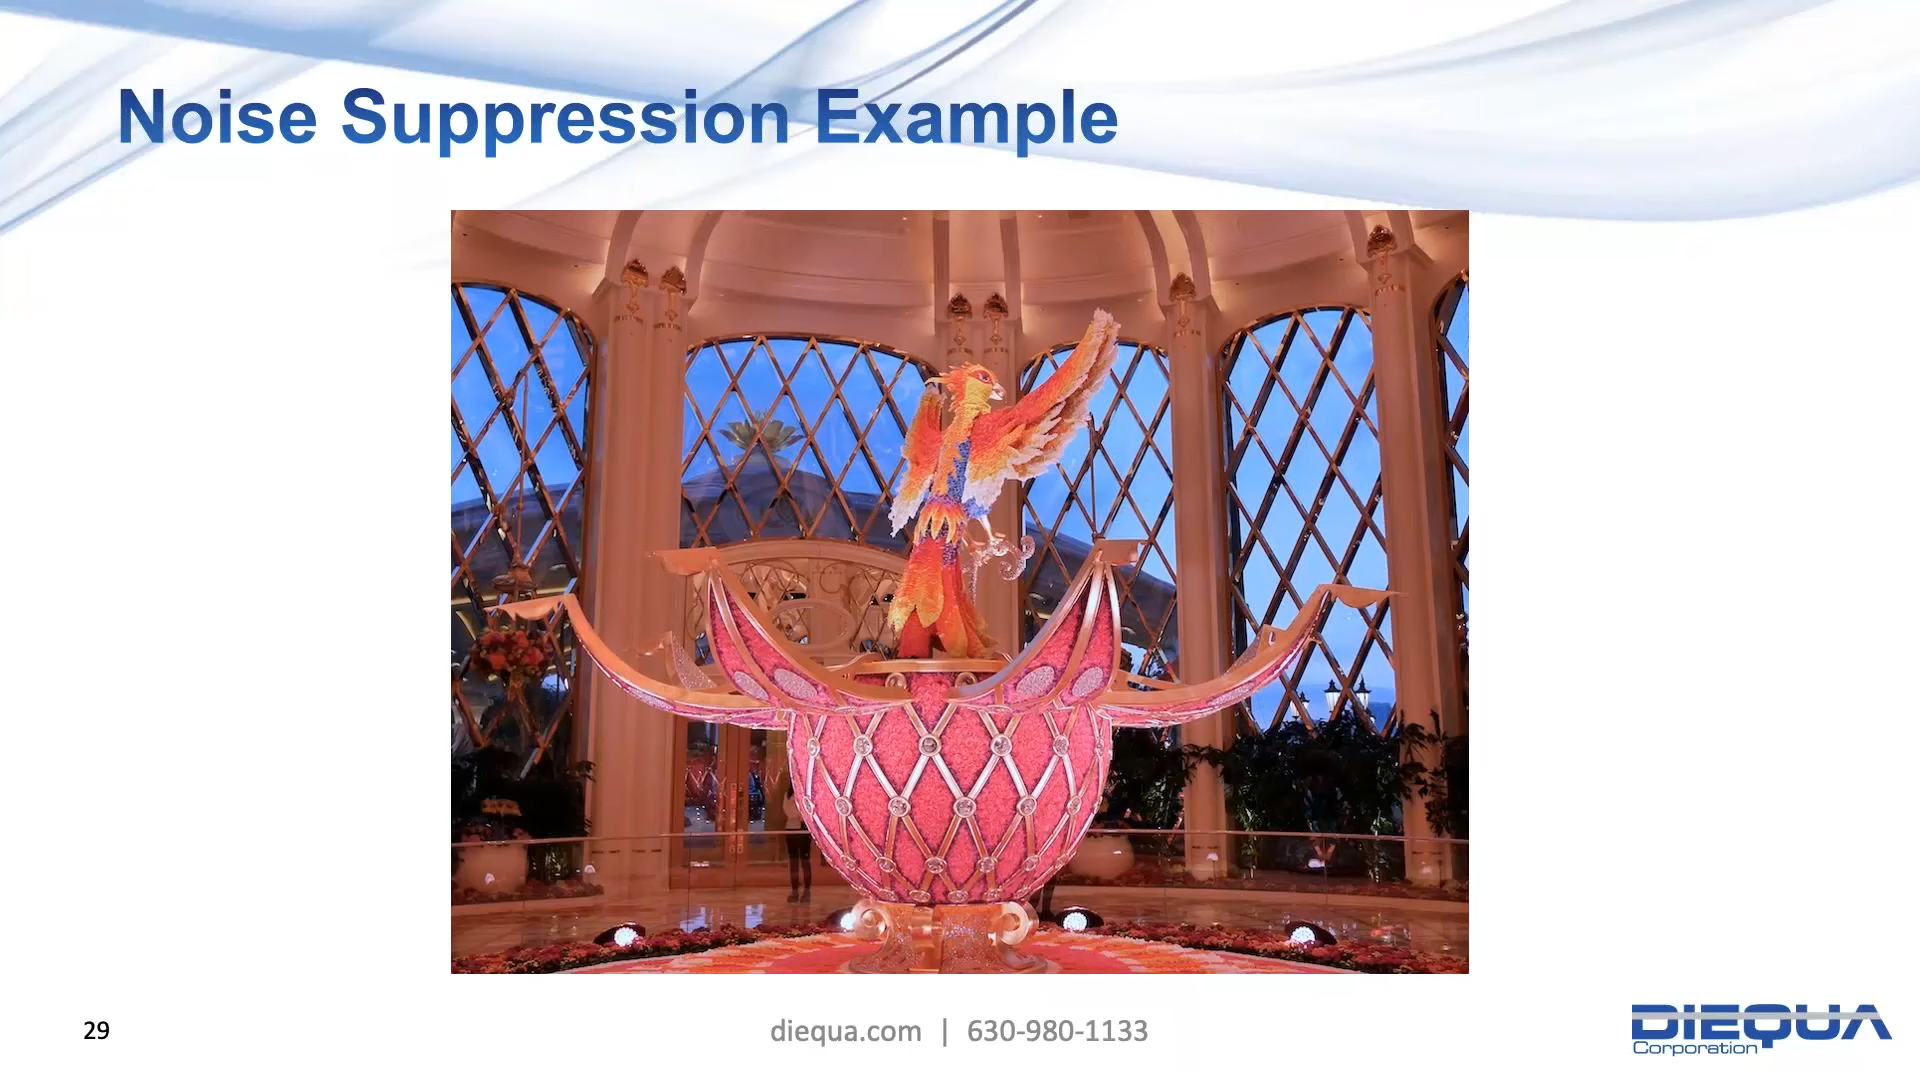 Noise Suppression Example
29
diequa.com | 630-980-1133
DIEQUA
Corporation